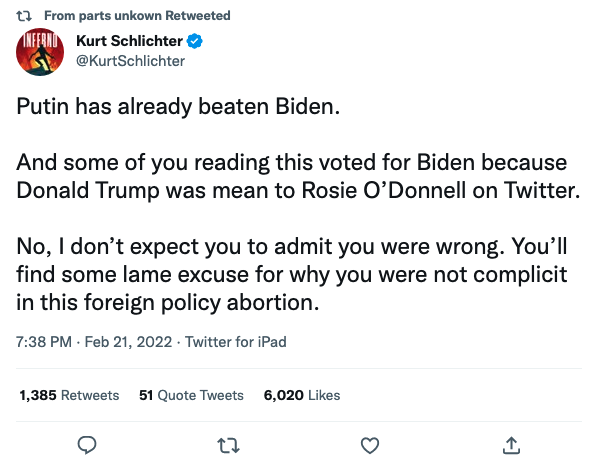 From parts unkown Retweeted
INFERNO
Kurt Schlichter
@KurtSchlichter
Putin has already beaten Biden.
And some of you reading this voted for Biden because
Donald Trump was mean to Rosie O’Donnell on Twitter.
No, I don’t expect you to admit you were wrong. You’ll
find some lame excuse for why you were not complicit
in this foreign policy abortion.
7:38 PM · Feb 21, 2022 · Twitter for iPad
1,385 Retweets 51 Quote Tweets 6,020 Likes